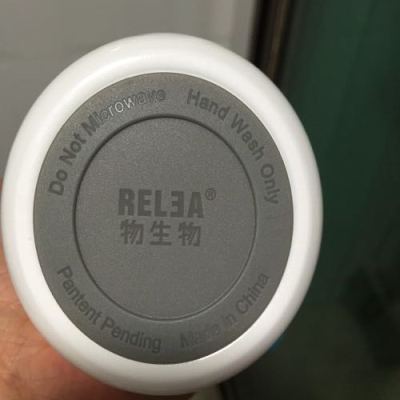 Do Not Microwave
Hand Wash Only
RELEA®
物生物
Pantent Pending
Made in China